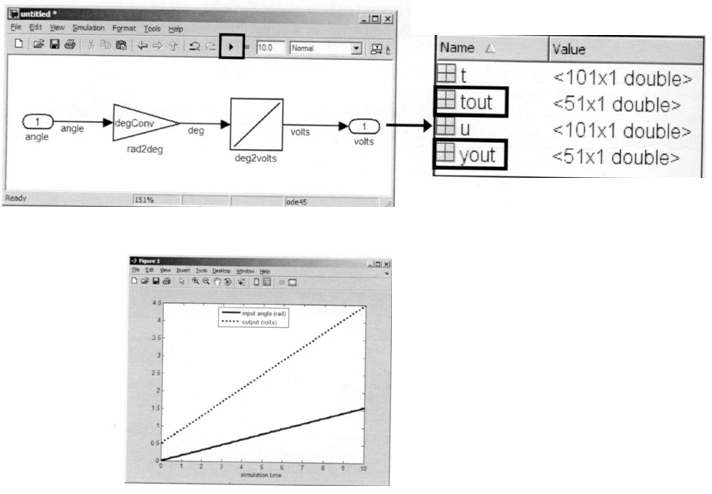 untitled *
File Edit View Simulation Format Tools Help
10.0 Normal
1
angle
angle
degConv
rad2deg
deg
deg2volts
volts
1
volts
Ready 151% ode45
Name Value
t <101x1 double>
tout <51x1 double>
u <101x1 double>
yout <51x1 double>
Figure 1
File Edit View Insert Tools Desktop Window Help
input angle (rad)
output (volts)
4.5
4
3.5
3
2.5
2
1.5
1
0.5
0
0 1 2 3 4 5 6 7 8 9 10
simulation time